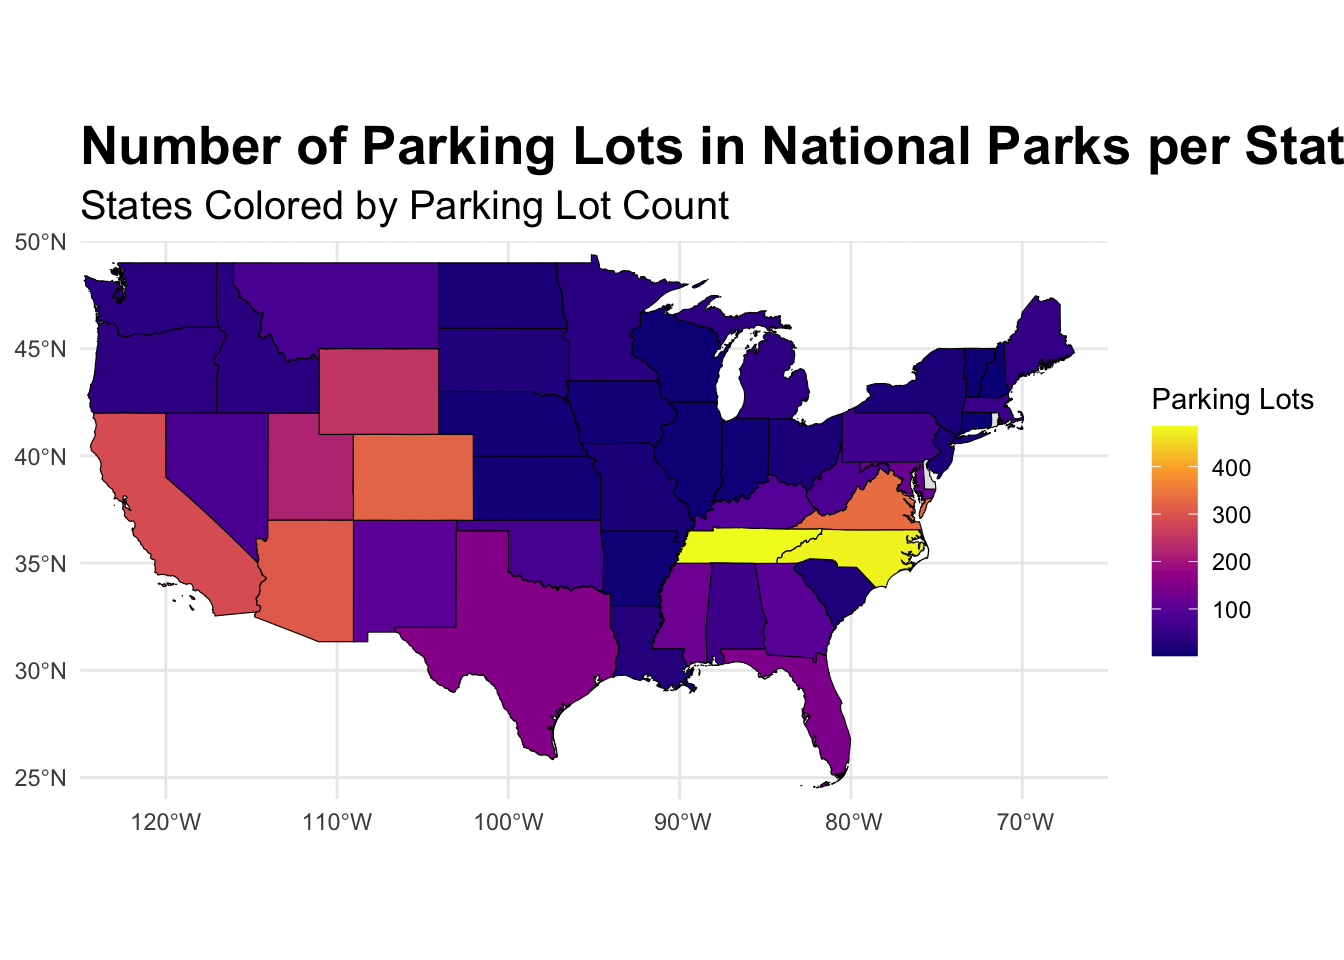 Number of Parking Lots in National Parks per Stat
States Colored by Parking Lot Count
50°N
45°N
40°N
35°N
30°N
25°N
120°W 110°W 100°W 90°W 80°W 70°W
Parking Lots
400
300
200
100